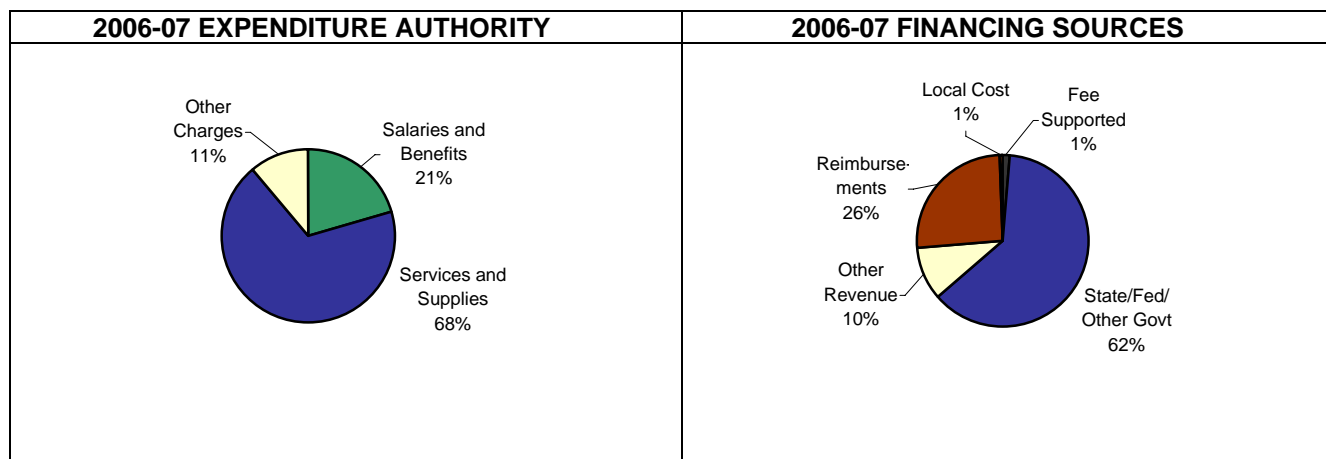 2006-07 EXPENDITURE AUTHORITY
Other
Charges
11%
Salaries and
Benefits
21%
Services and
Supplies
68%
2006-07 FINANCING SOURCES
Local Cost
1%
Fee
Supported
1%
Reimburse-
ments
26%
Other
Revenue
10%
State/Fed/
Other Govt
62%